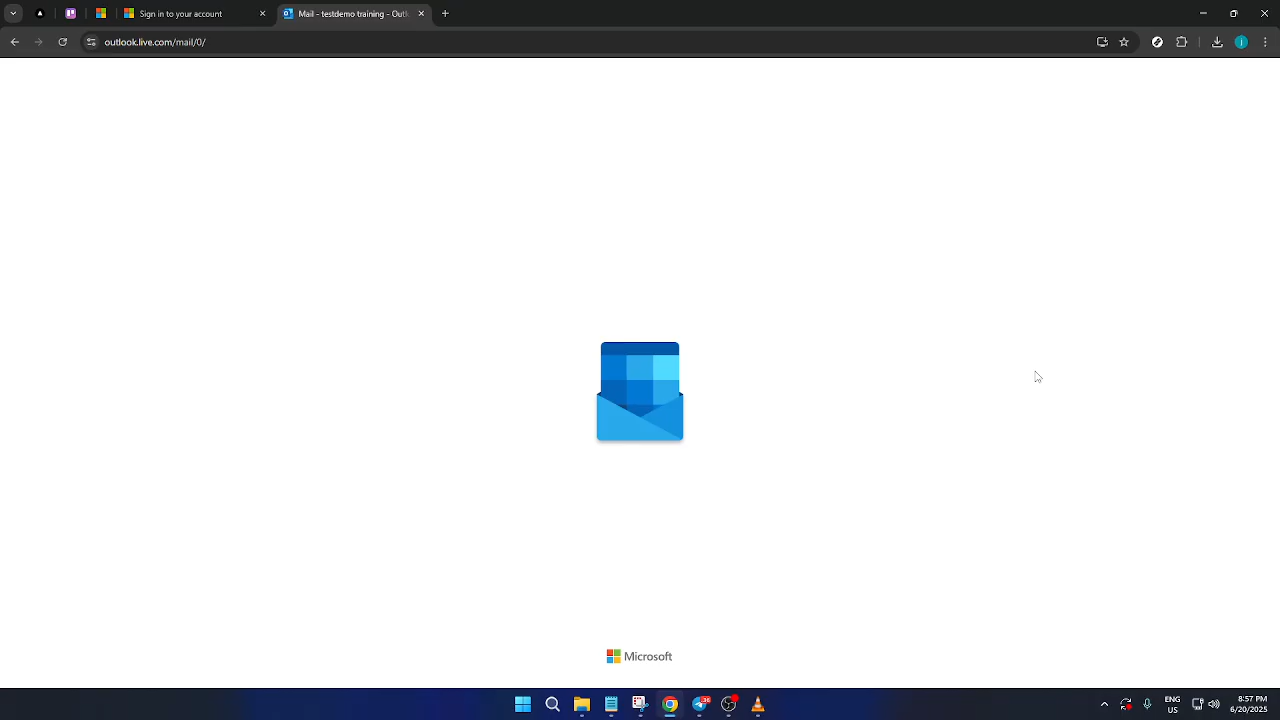 Sign in to your account
Mail - testdemo training - Outl
outlook.live.com/mail/0/
i
Microsoft
36
ENG
US
8:57 PM
6/20/2025